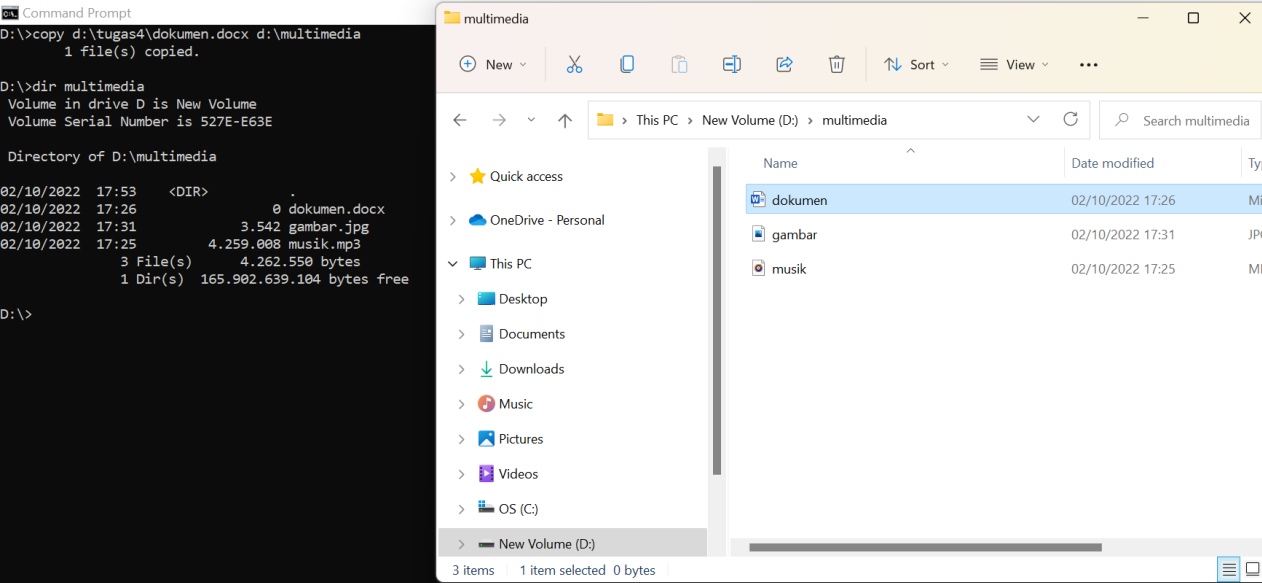 Command Prompt
D:\>copy d:\tugas4\dokumen.docx d:\multimedia
1 file(s) copied.
D:\>dir multimedia
Volume in drive D is New Volume
Volume Serial Number is 527E-E63E
Directory of D:\multimedia
02/10/2022 17:53 <DIR> .
02/10/2022 17:26 0 dokumen.docx
02/10/2022 17:31 3.542 gambar.jpg
02/10/2022 17:25 4.259.008 musik.mp3
3 File(s) 4.262.550 bytes
1 Dir(s) 165.902.639.104 bytes free
D:\>
multimedia
New
Sort
View
This PC > New Volume (D:) > multimedia
Search multimedia
Quick access
OneDrive - Personal
This PC
Desktop
Documents
Downloads
Music
Pictures
Videos
OS (C:)
New Volume (D:)
Name Date modified
dokumen 02/10/2022 17:26
gambar 02/10/2022 17:31
musik 02/10/2022 17:25
3 items 1 item selected 0 bytes